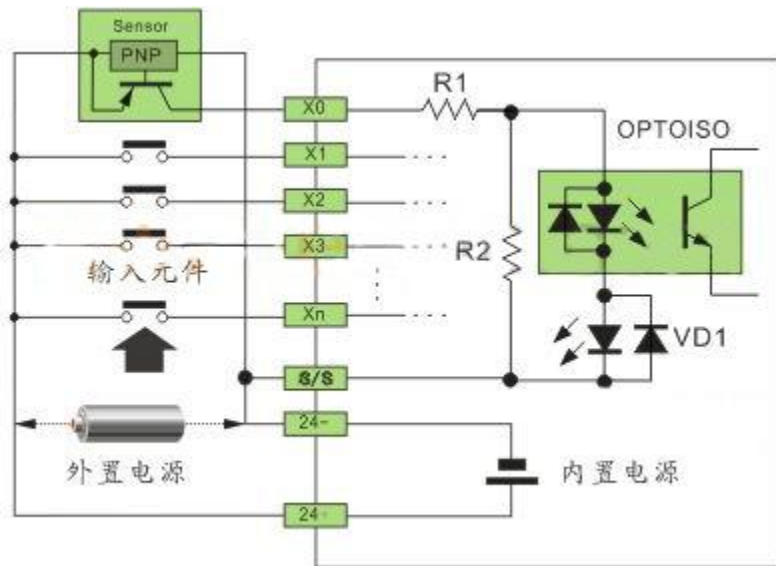 Sensor
PNP
X0
R1
OPTOISO
X1
X2
X3
输入元件
R2
Xn
VD1
S/S
24-
外置电源
内置电源
24+